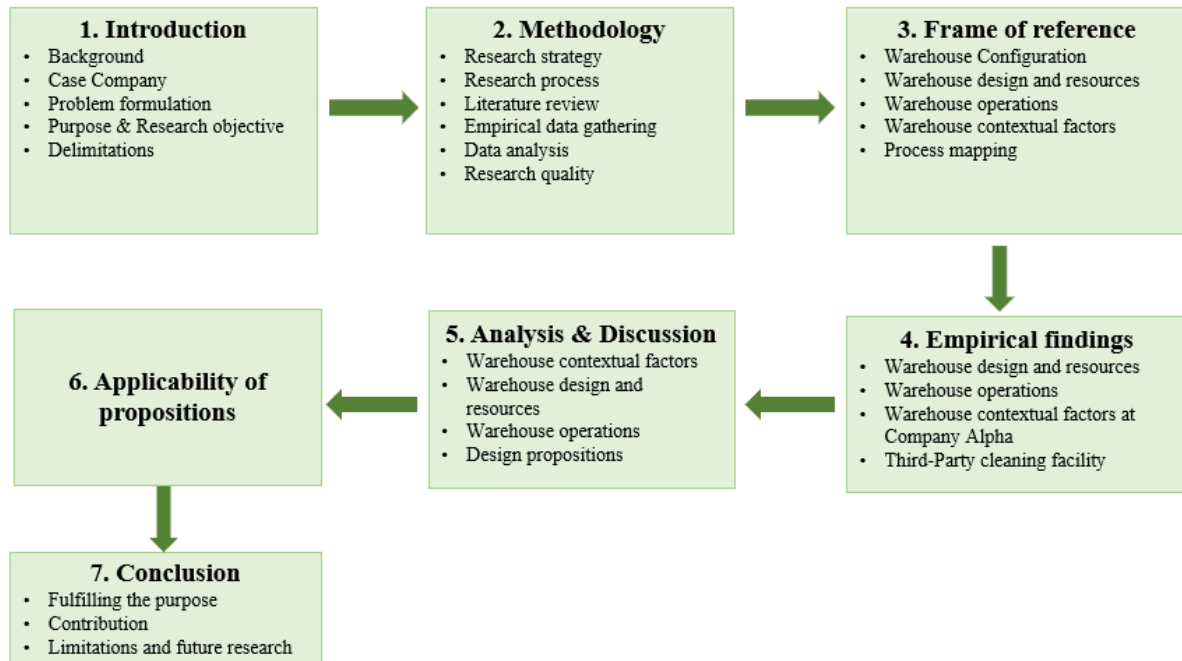 1. Introduction
• Background
• Case Company
• Problem formulation
• Purpose & Research objective
• Delimitations
2. Methodology
• Research strategy
• Research process
• Literature review
• Empirical data gathering
• Data analysis
• Research quality
3. Frame of reference
• Warehouse Configuration
• Warehouse design and resources
• Warehouse operations
• Warehouse contextual factors
• Process mapping
4. Empirical findings
• Warehouse design and resources
• Warehouse operations
• Warehouse contextual factors at
Company Alpha
• Third-Party cleaning facility
5. Analysis & Discussion
• Warehouse contextual factors
• Warehouse design and
resources
• Warehouse operations
• Design propositions
6. Applicability of
propositions
7. Conclusion
• Fulfilling the purpose
• Contribution
• Limitations and future research